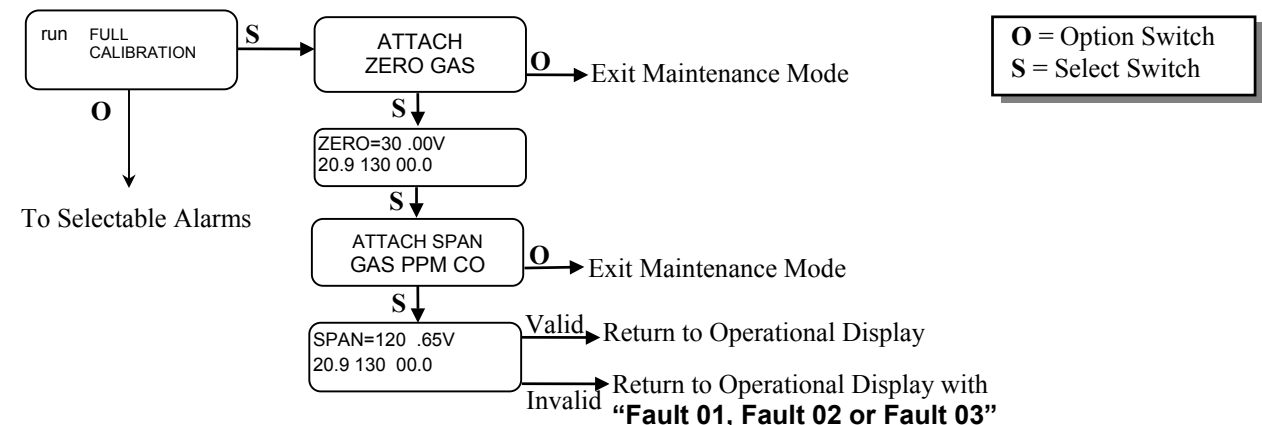 run FULL
CALIBRATION
S
ATTACH
ZERO GAS
O
Exit Maintenance Mode
O = Option Switch
S = Select Switch
O
To Selectable Alarms
S
ZERO=30 .00V
20.9 130 00.0
S
ATTACH SPAN
GAS PPM CO
O
Exit Maintenance Mode
S
SPAN=120 .65V
20.9 130 00.0
Valid
Return to Operational Display
Invalid
Return to Operational Display with
“Fault 01, Fault 02 or Fault 03”